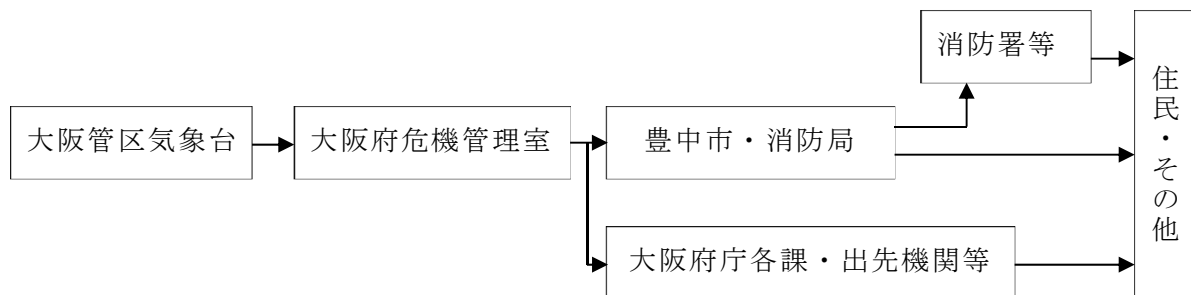 大阪管区気象台
大阪府危機管理室
豊中市・消防局
消防署等
大阪府庁各課・出先機関等
住民・その他